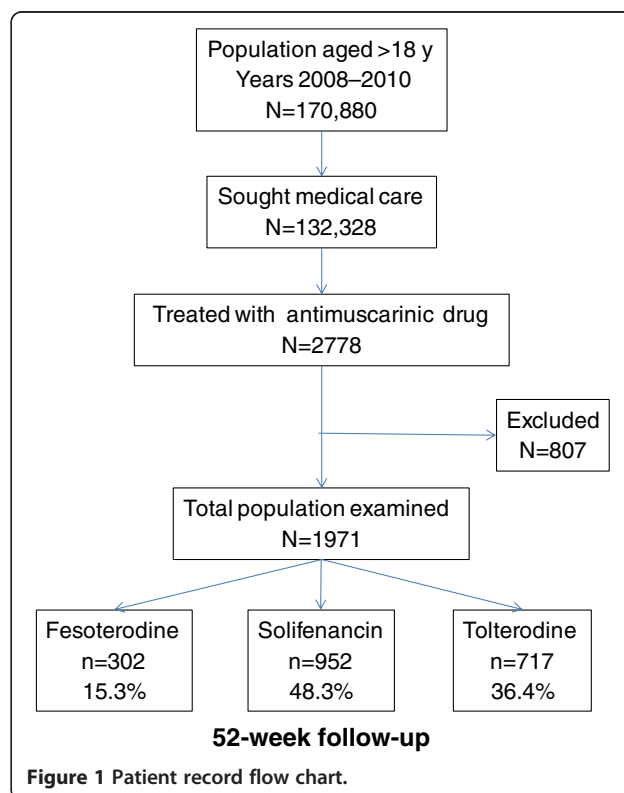 Population aged >18 y
Years 2008–2010
N=170,880
Sought medical care
N=132,328
Treated with antimuscarinic drug
N=2778
Excluded
N=807
Total population examined
N=1971
Fesoterodine
n=302
15.3%
Solifenancin
n=952
48.3%
Tolterodine
n=717
36.4%
52-week follow-up
Figure 1 Patient record flow chart.